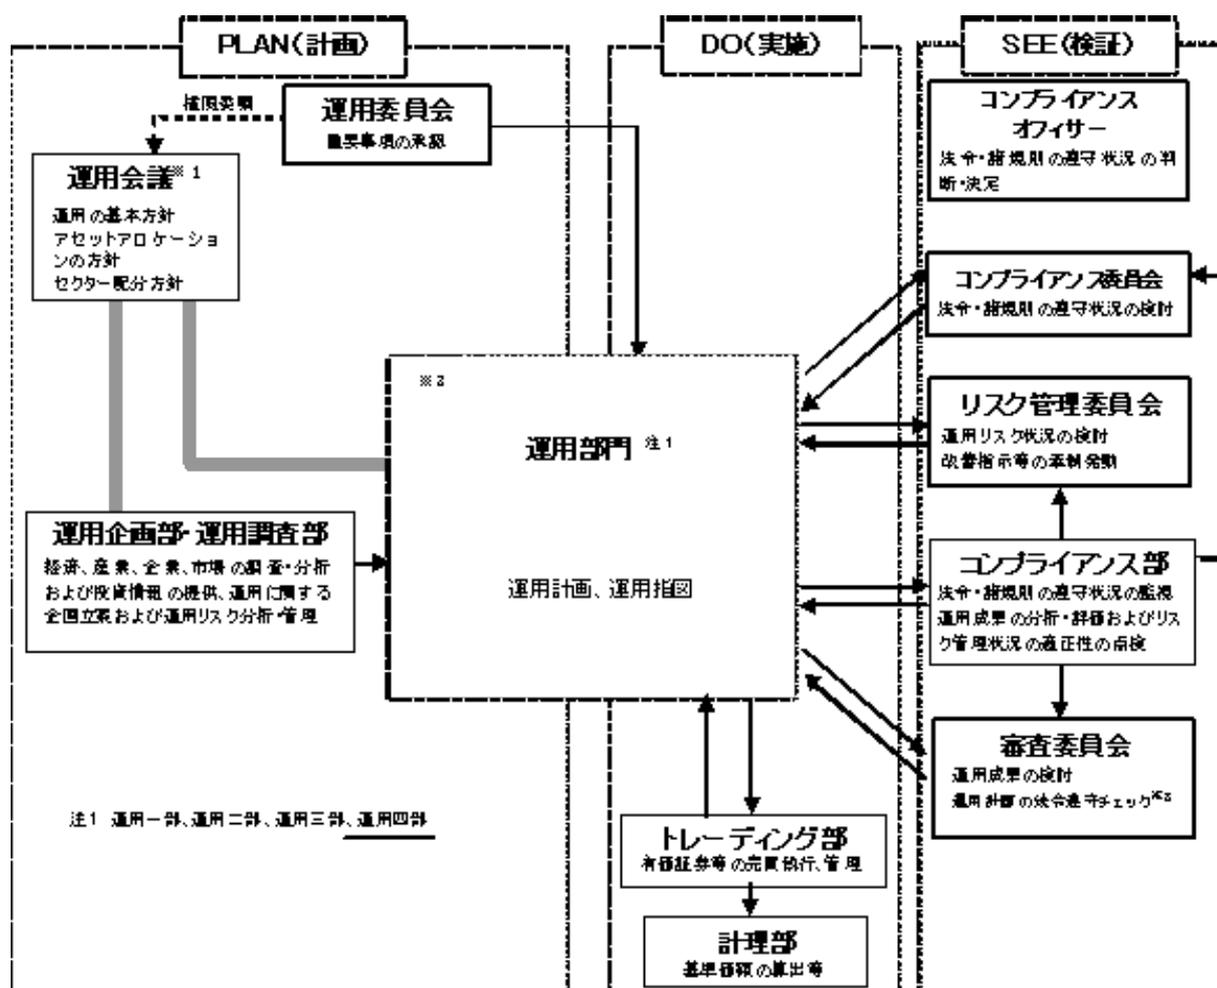 PLAN(計画)
DO(実施)
SEE(検証)
権限委嘱
運用委員会
重要事項の承認
運用会議※1
運用の基本方針
アセットアロケーショ
ンの方針
セクター配分方針
コンプライアンス
オフィサー
法令・諸規則の遵守状況の判
断・決定
コンプライアンス委員会
法令・諸規則の遵守状況の検討
※2
運用部門 注1
運用計画、運用指図
リスク管理委員会
運用リスク状況の検討
改善指示等の牽制発動
運用企画部・運用調査部
経済、産業、企業、市場の調査・分析
および投資情報の提供、運用に関する
企画立案および運用リスク分析・管理
コンプライアンス部
法令・諸規則の遵守状況の監視
運用成果の分析・評価およびリス
ク管理状況の適正性の点検
審査委員会
運用成果の検討
運用計画の法令遵守チェック
注1 運用一部、運用二部、運用三部、運用四部
トレーディング部
有価証券等の売買執行、管理
計理部
基準価額の算出等